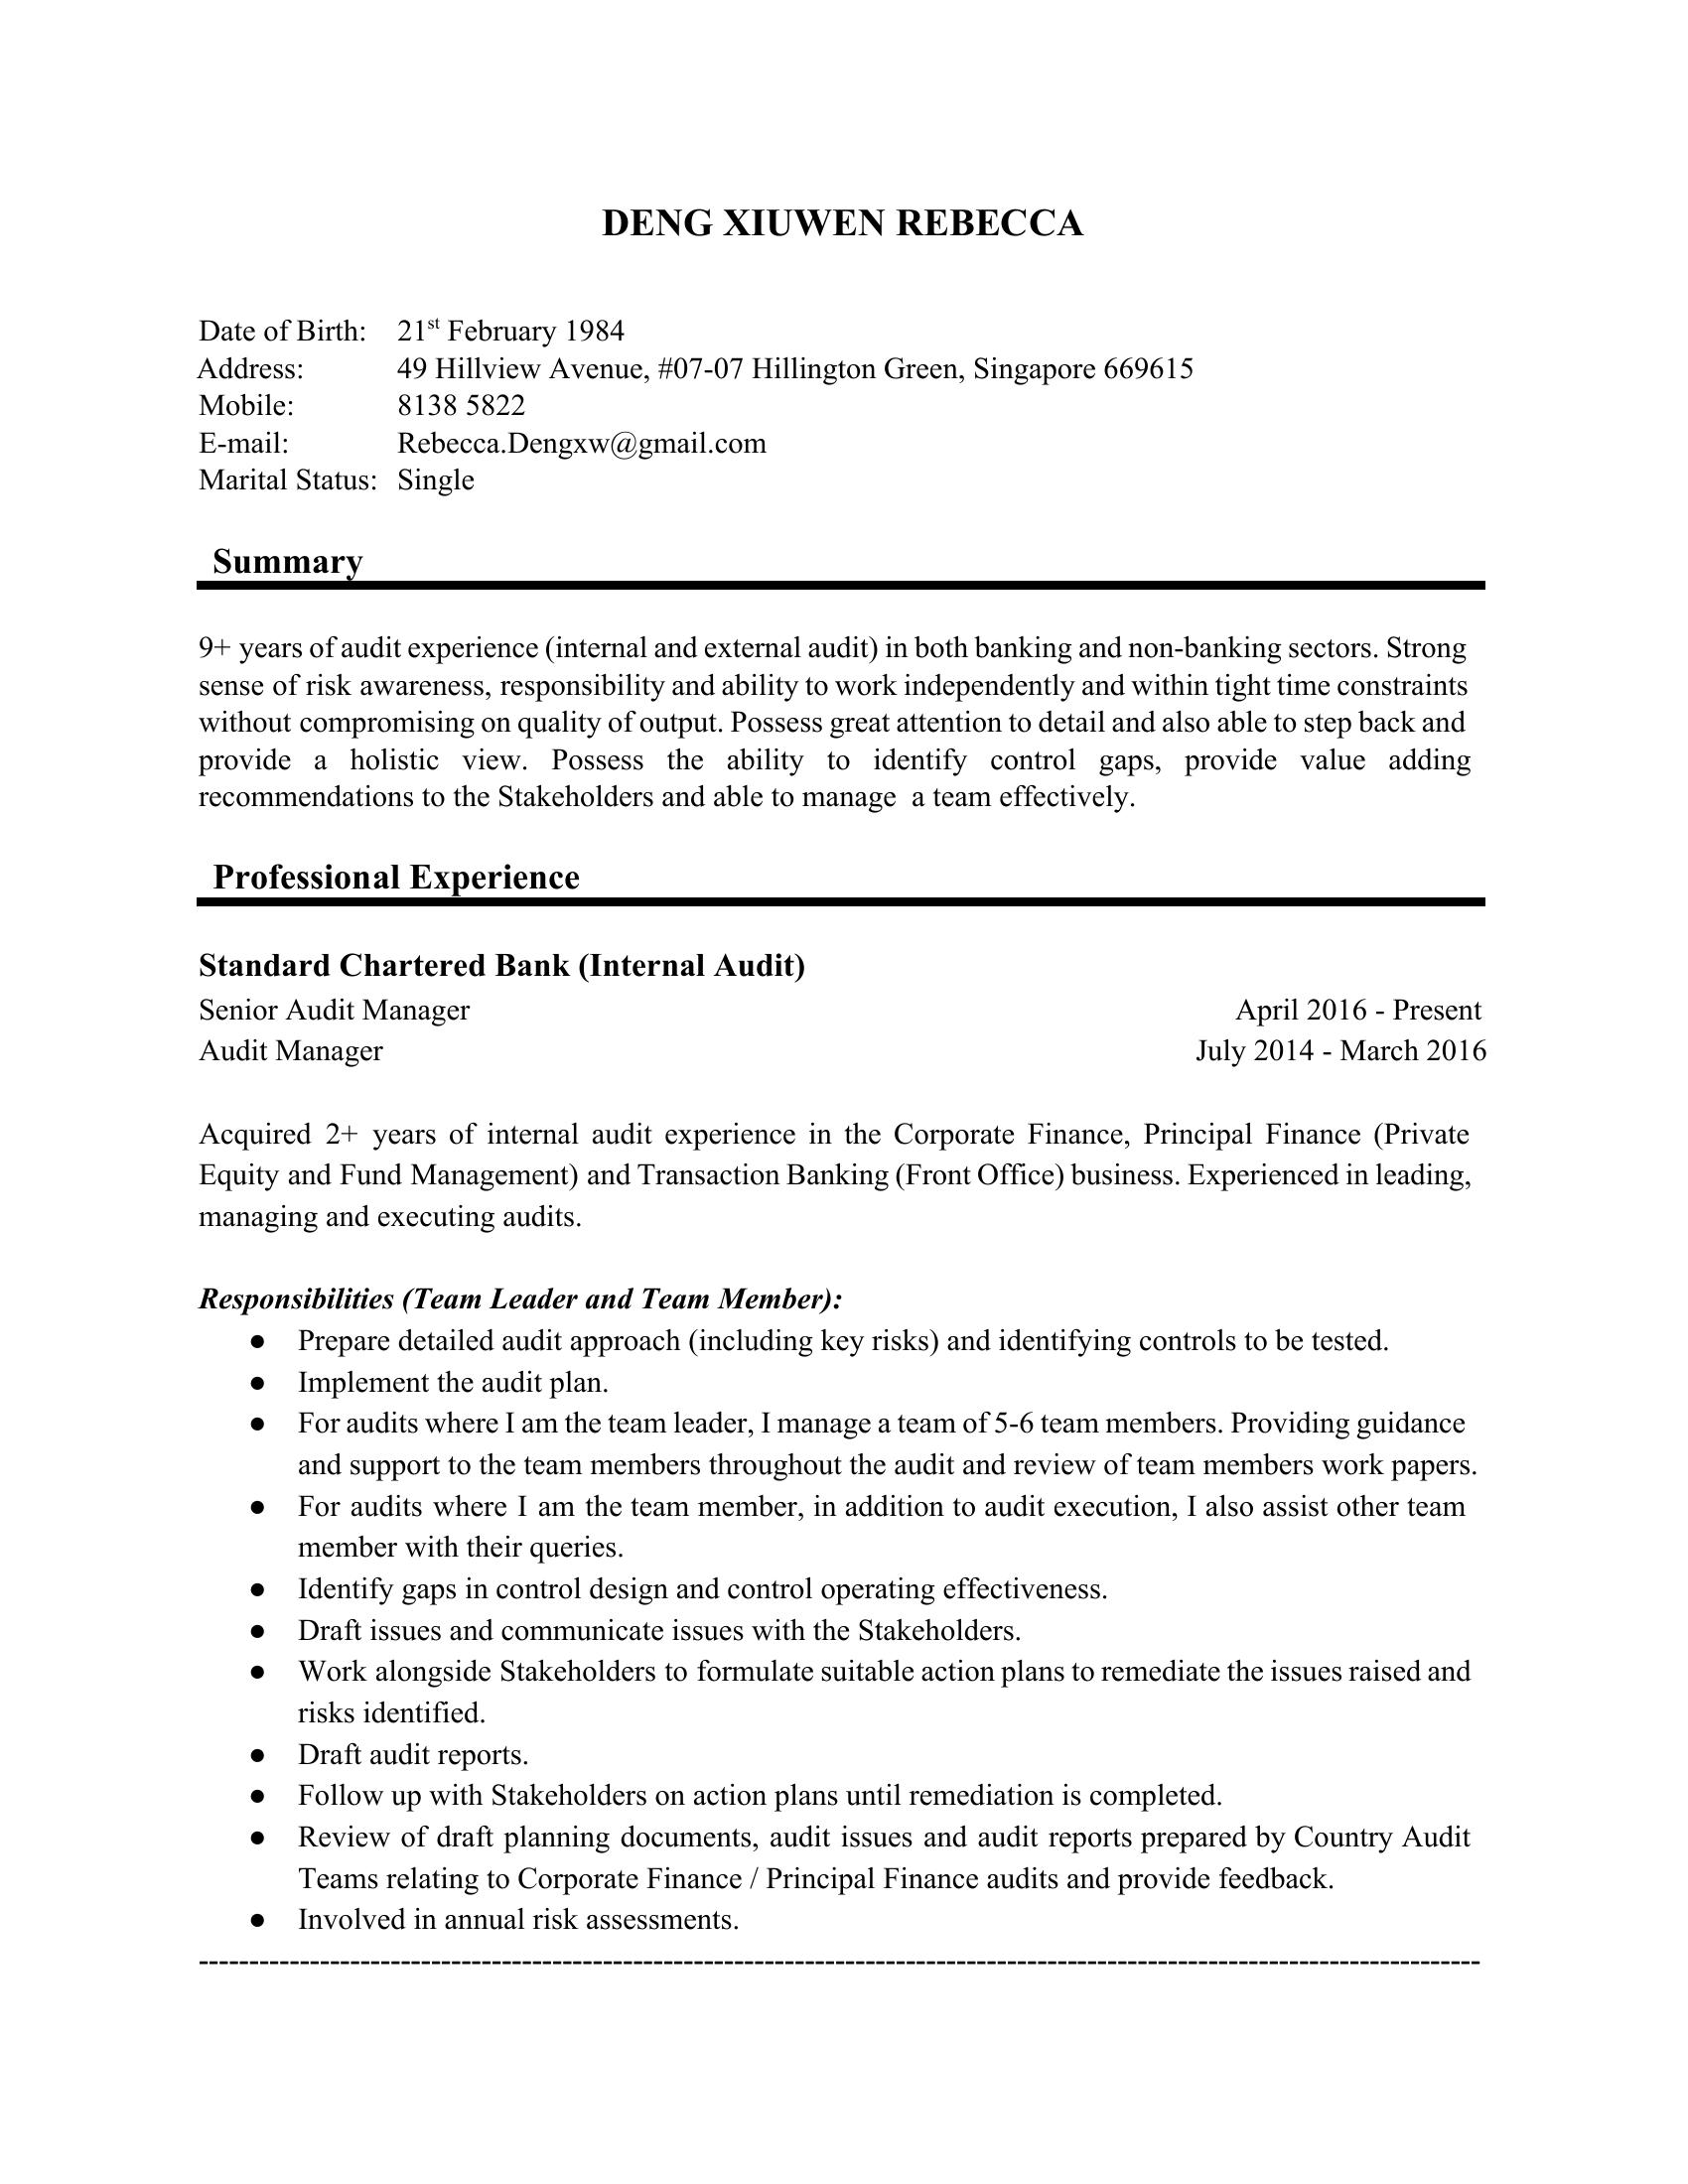 DENG XIUWEN REBECCA
Date of Birth: 21st February 1984
Address: 49 Hillview Avenue, #07-07 Hillington Green, Singapore 669615
Mobile: 8138 5822
E-mail: Rebecca.Dengxw@gmail.com
Marital Status: Single
Summary
9+ years of audit experience (internal and external audit) in both banking and non-banking sectors. Strong
sense of risk awareness, responsibility and ability to work independently and within tight time constraints
without compromising on quality of output. Possess great attention to detail and also able to step back and
provide a holistic view. Possess the ability to identify control gaps, provide value adding
recommendations to the Stakeholders and able to manage  a team effectively.
Professional Experience
Standard Chartered Bank (Internal Audit)
Senior Audit Manager April 2016 - Present
Audit Manager July 2014 - March 2016
Acquired 2+ years of internal audit experience in the Corporate Finance, Principal Finance (Private
Equity and Fund Management) and Transaction Banking (Front Office) business. Experienced in leading,
managing and executing audits.
Responsibilities (Team Leader and Team Member):
● Prepare detailed audit approach (including key risks) and identifying controls to be tested.
● Implement the audit plan.
● For audits where I am the team leader, I manage a team of 5-6 team members. Providing guidance
and support to the team members throughout the audit and review of team members work papers.
● For audits where I am the team member, in addition to audit execution, I also assist other team
member with their queries.
● Identify gaps in control design and control operating effectiveness.
● Draft issues and communicate issues with the Stakeholders.
● Work alongside Stakeholders to formulate suitable action plans to remediate the issues raised and
risks identified.
● Draft audit reports.
● Follow up with Stakeholders on action plans until remediation is completed.
● Review of draft planning documents, audit issues and audit reports prepared by Country Audit
Teams relating to Corporate Finance / Principal Finance audits and provide feedback.
● Involved in annual risk assessments.
--------------------------------------------------------------------------------------------------------------------------------